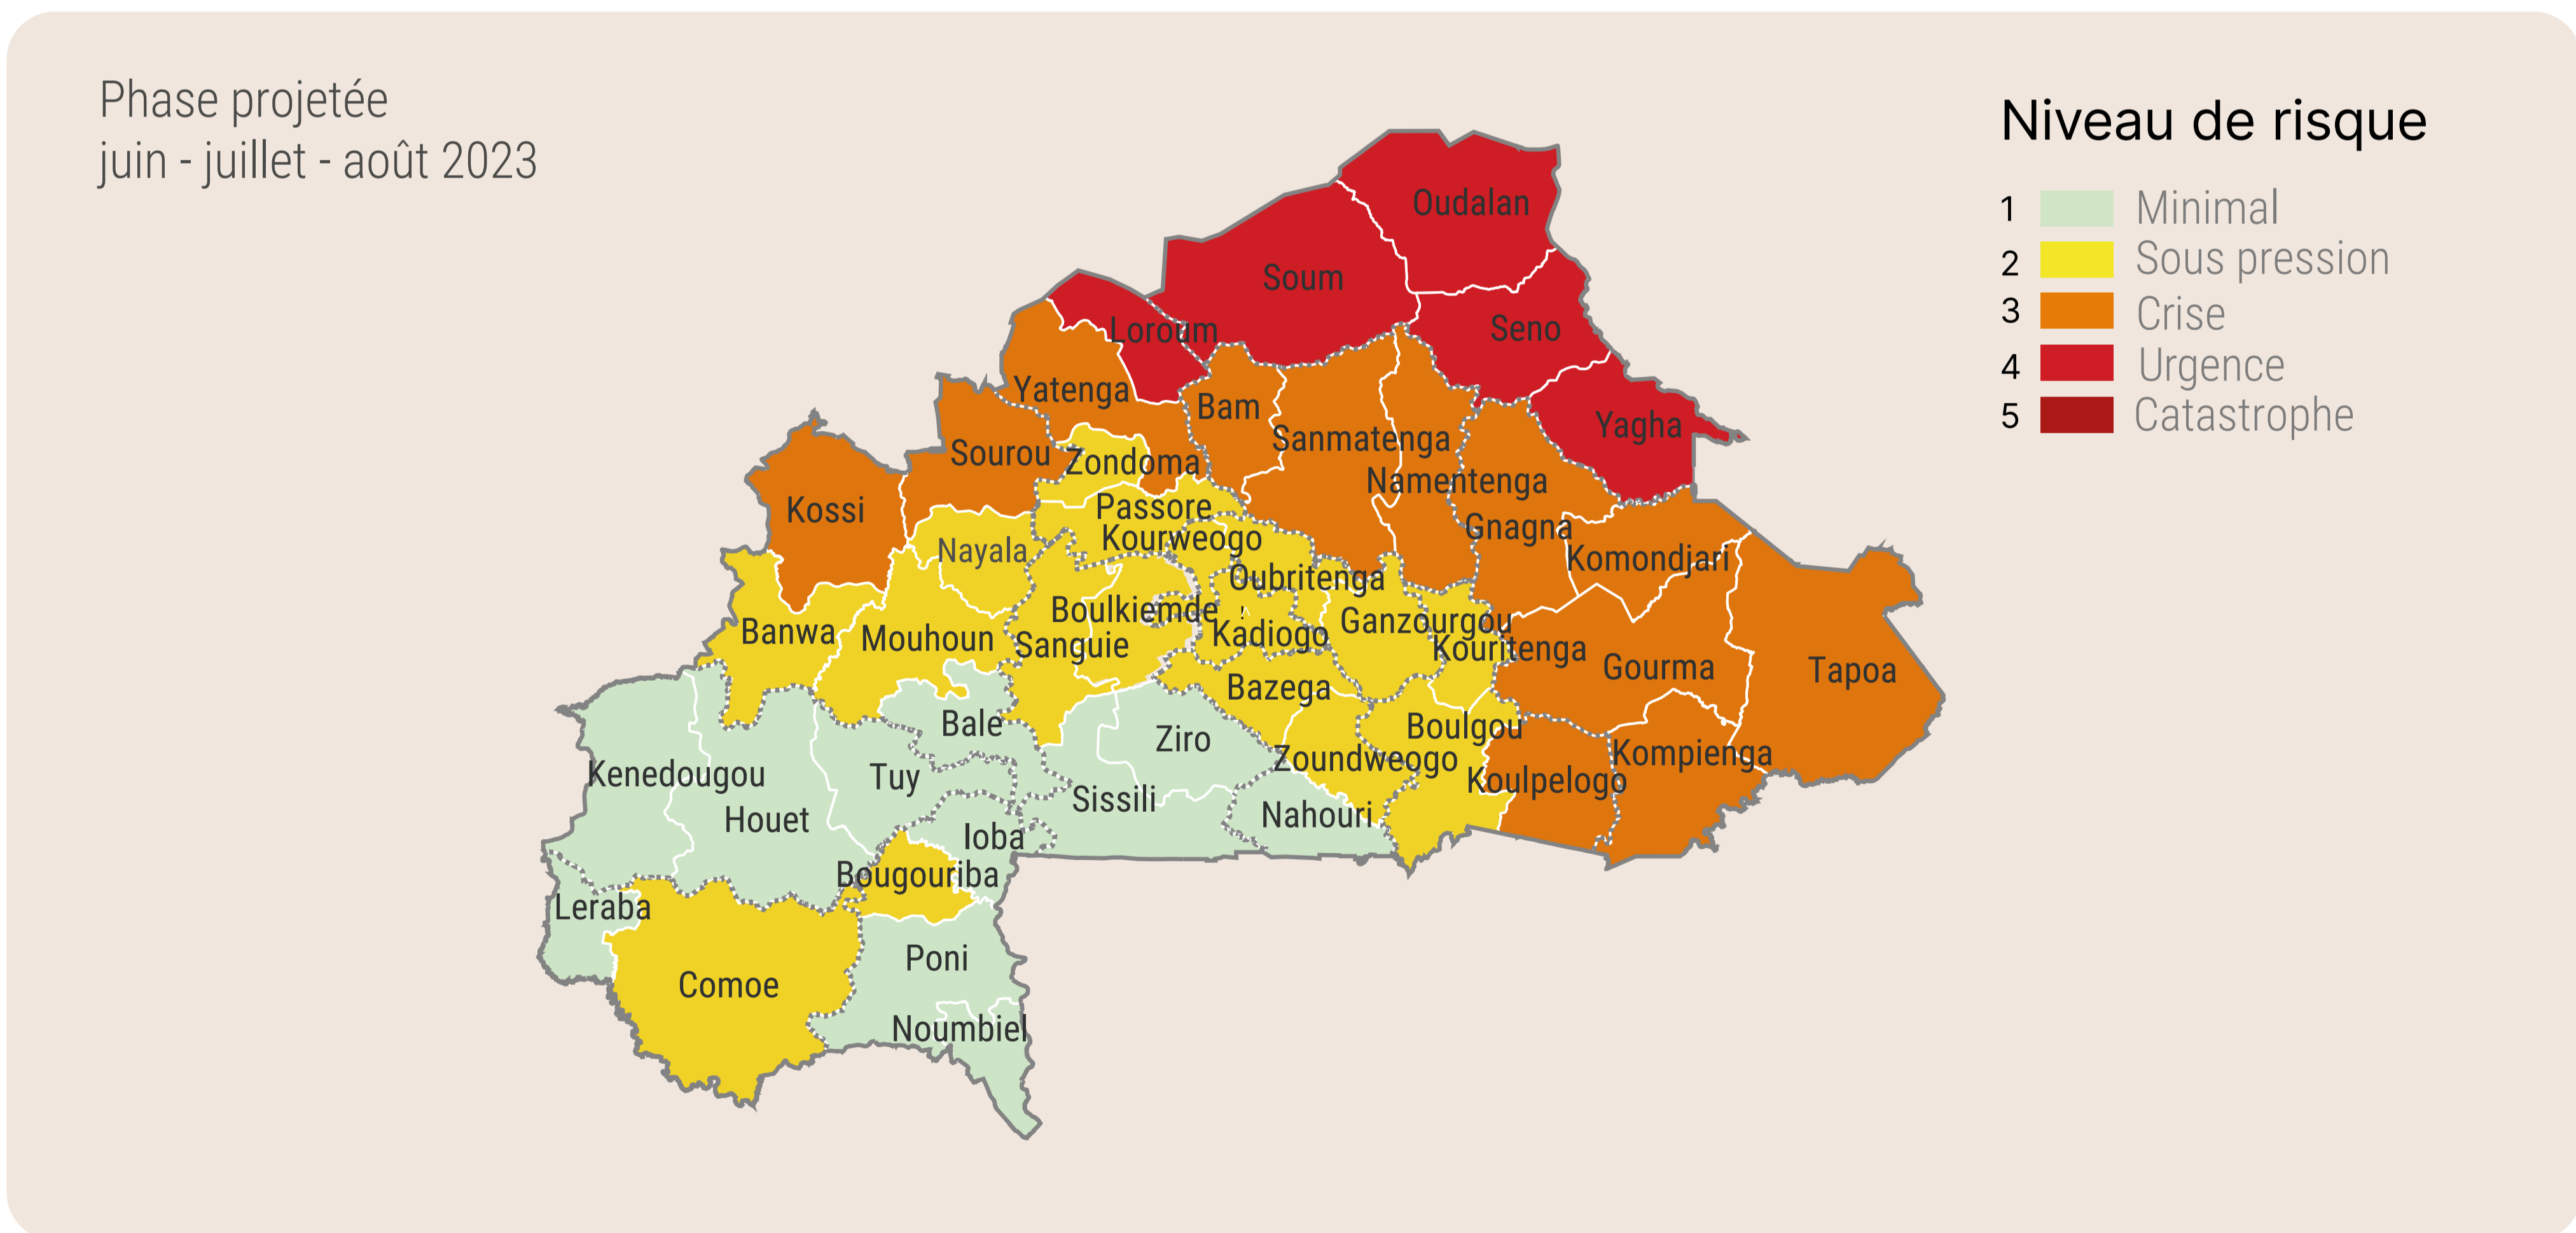 Phase projetée
juin - juillet - août 2023
Niveau de risque
1 Minimal
2 Sous pression
3 Crise
4 Urgence
5 Catastrophe
Oudalan
Soum
Seno
Loroum
Yatenga
Bam
Yagha
Sanmatenga
Sourou
Zondoma
Namentenga
Kossi
Passore
Gnagna
Kourweogo
Nayala
Komondjari
Oubritenga
Boulkiemde
Ganzourgou
Banwa
Mouhoun
Kadiogo
Sanguie
Kouritenga
Gourma
Tapoa
Bazega
Bale
Boulgou
Ziro
Kompienga
Zoundweogo
Kenedougou
Tuy
Koulpelogo
Sissili
Nahouri
Houet
Ioba
Bougouriba
Leraba
Poni
Comoe
Noumbiel